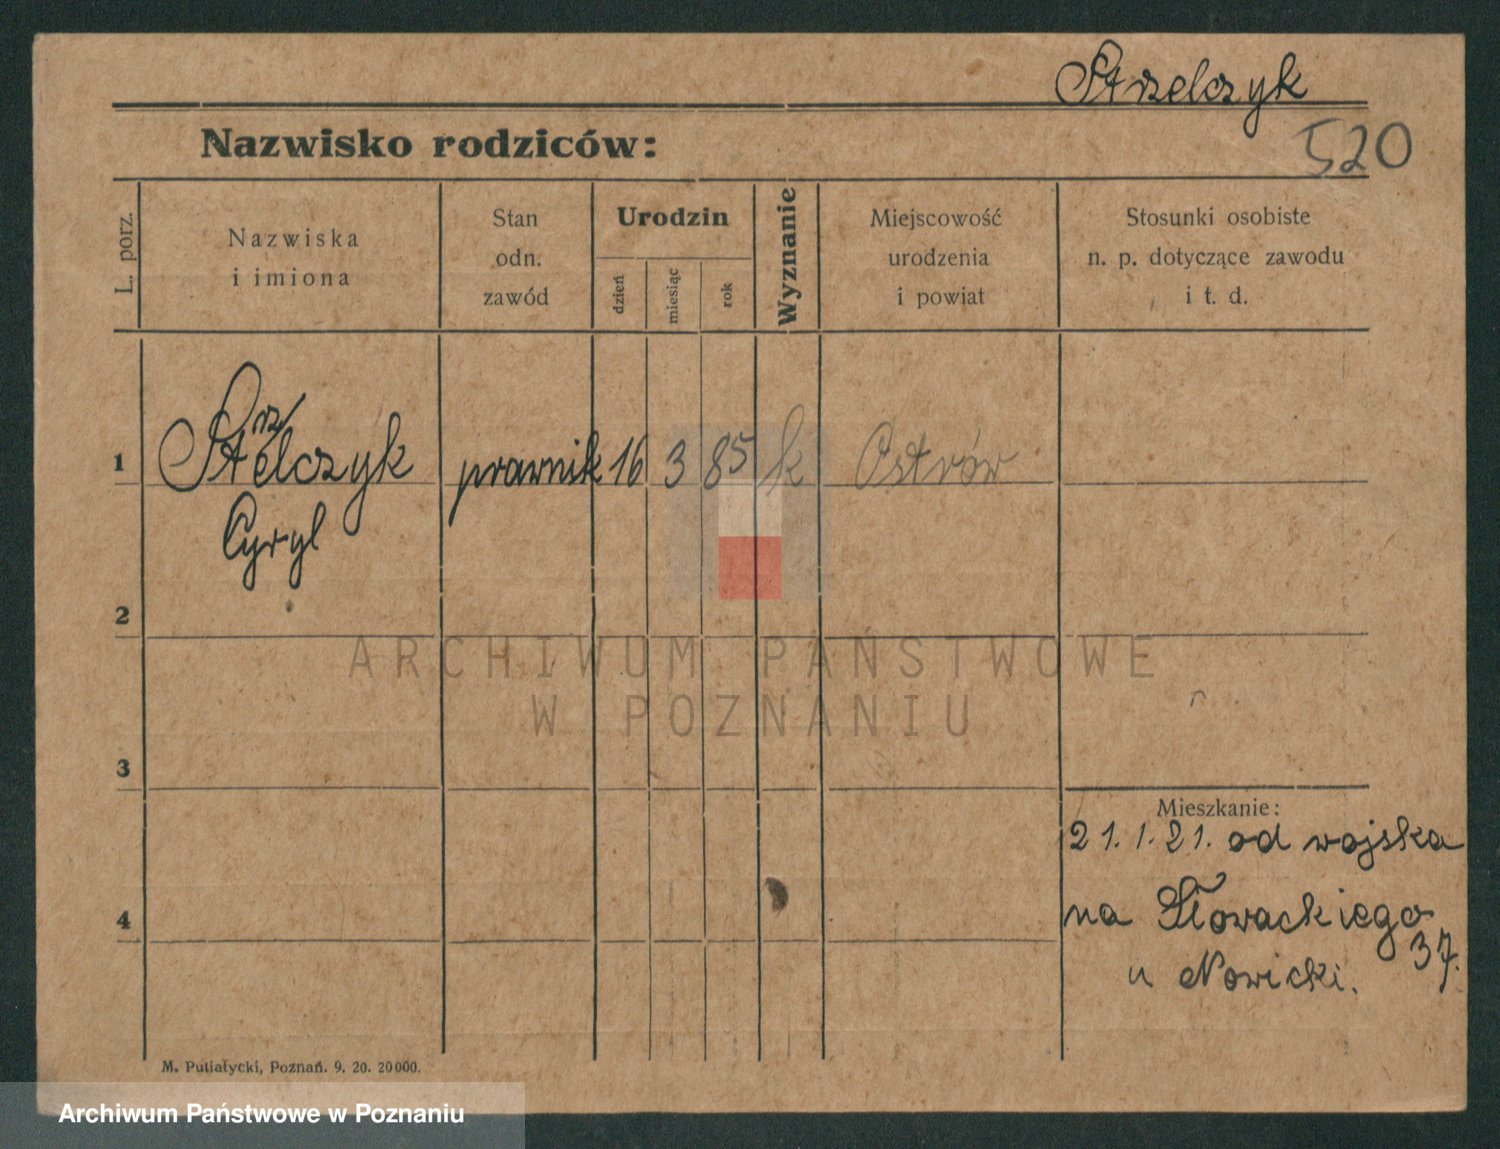 Strzelczyk
Nazwisko rodziców:
520
L. porz.
Nazwiska
i imiona
Stan
odn.
zawód
Urodzin
dzień
miesiąc
rok
Wyznanie
Miejscowość
urodzenia
i powiat
Stosunki osobiste
n. p. dotyczące zawodu
i t. d.
1
Strzelczyk
prawnik 16 3 85 k Ostrów
Cyryl
2
ARCHIWUM PAŃSTWOWE
W POZNANIU
3
Mieszkanie:
21.1.21. od wojska
4
na Słowackiego
37.
u Nowicki.
M. Putiatycki, Poznań. 9. 20. 20000.
Archiwum Państwowe w Poznaniu